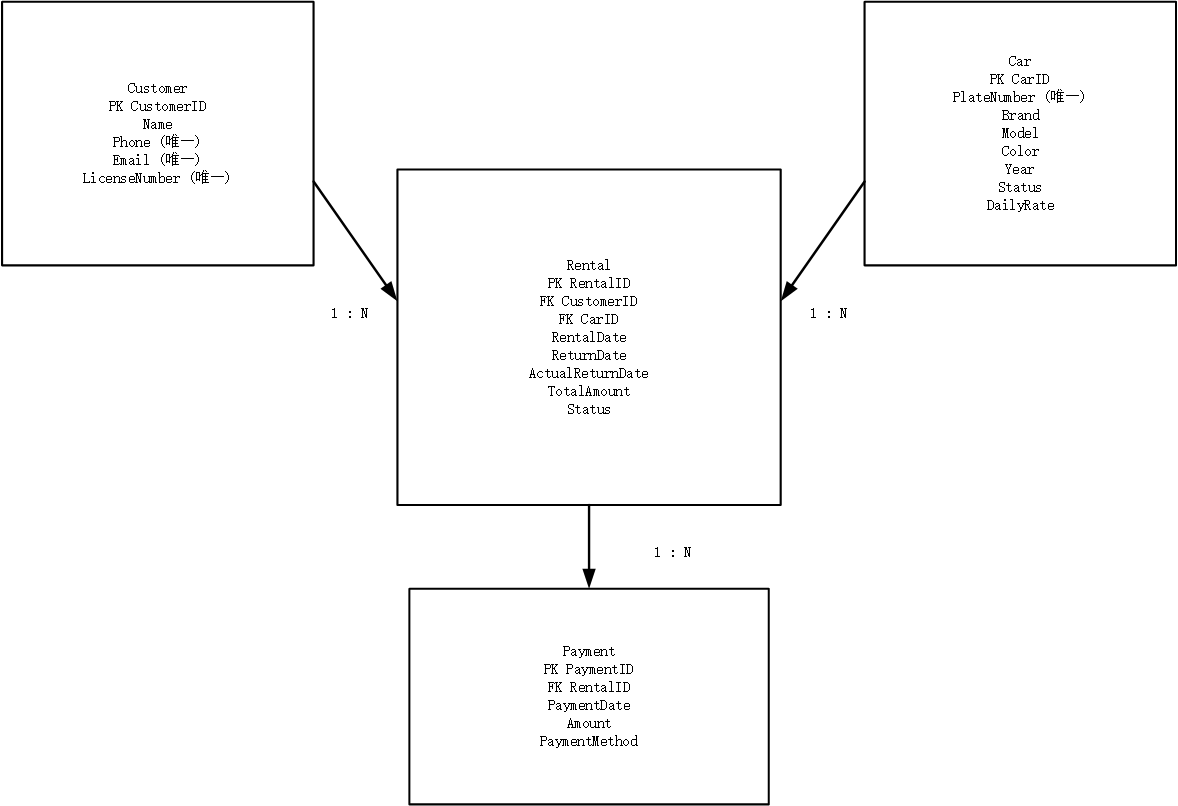 Customer
PK CustomerID
Name
Phone (唯一)
Email (唯一)
LicenseNumber (唯一)
Car
PK CarID
PlateNumber (唯一)
Brand
Model
Color
Year
Status
DailyRate
1 : N
1 : N
Rental
PK RentalID
FK CustomerID
FK CarID
RentalDate
ReturnDate
ActualReturnDate
TotalAmount
Status
1 : N
Payment
PK PaymentID
FK RentalID
PaymentDate
Amount
PaymentMethod